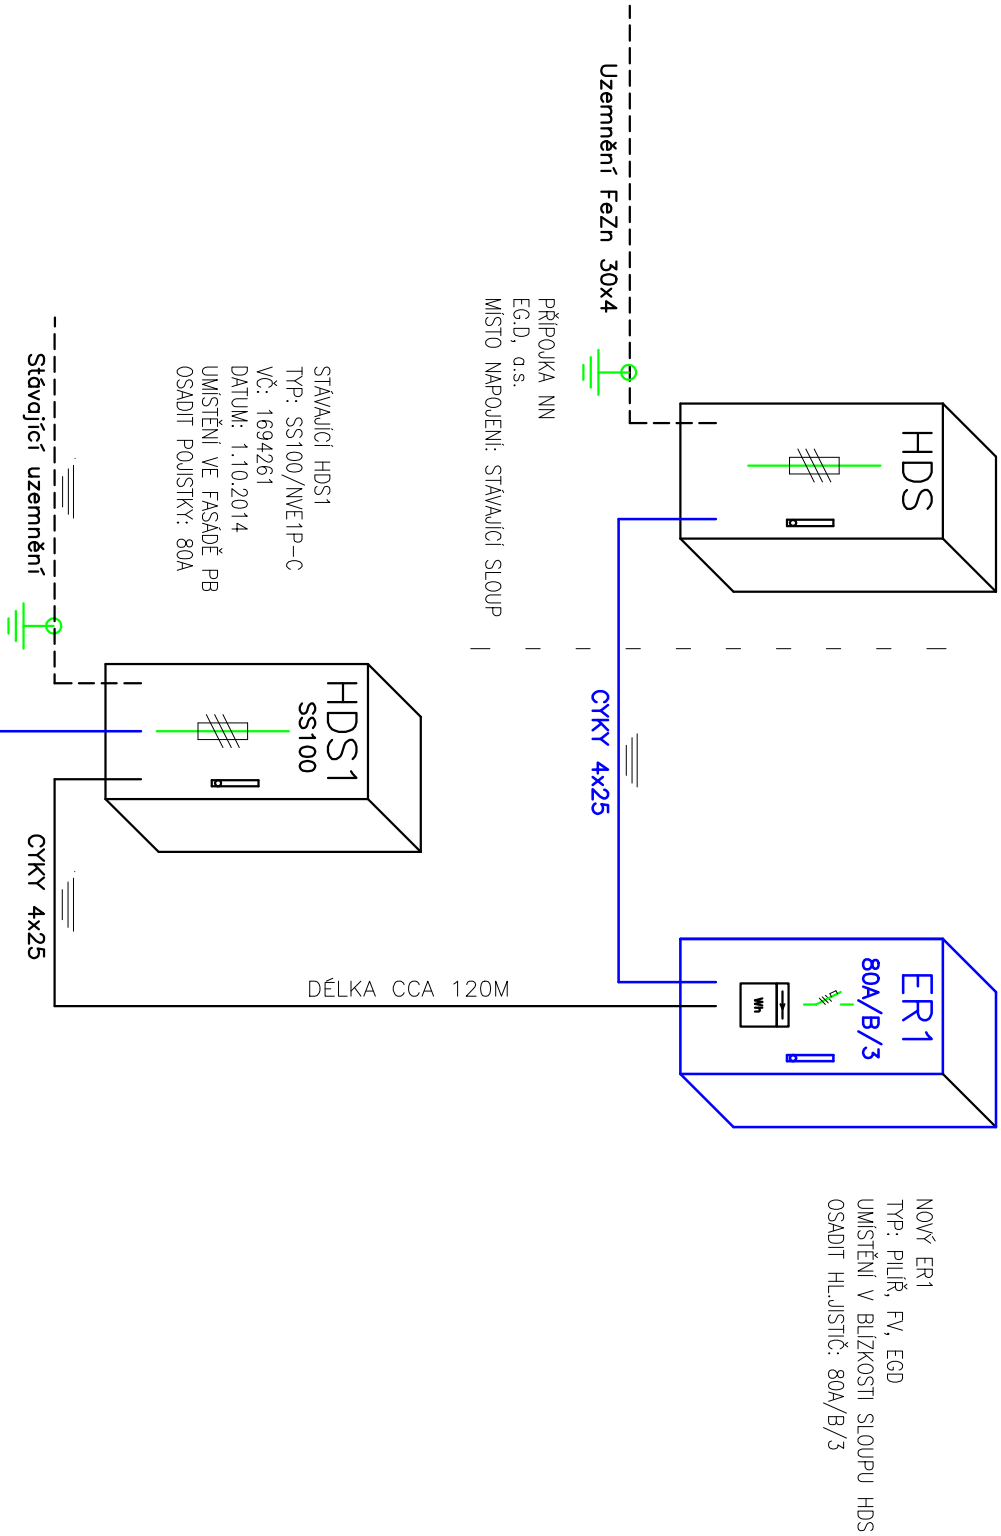 HDS
Uzemnění FeZn 30x4
PŘÍPOJKA NN
EG.D, a.s.
MÍSTO NAPOJENÍ: STÁVAJÍCÍ SLOUP
CYKY 4x25
ER1
80A/B/3
Wh
NOVÝ ER1
TYP: PILÍŘ, FV, EGD
UMÍSTĚNÍ V BLÍZKOSTI SLOUPU HDS
OSADIT HL.JISTIČ: 80A/B/3
STÁVAJÍCÍ HDS1
TYP: SS100/NVE1P-C
VČ: 1694261
DATUM: 1.10.2014
UMÍSTĚNÍ VE FASÁDĚ PB
OSADIT POJISTKY: 80A
HDS1
SS100
DÉLKA CCA 120M
Stávající uzemnění
CYKY 4x25